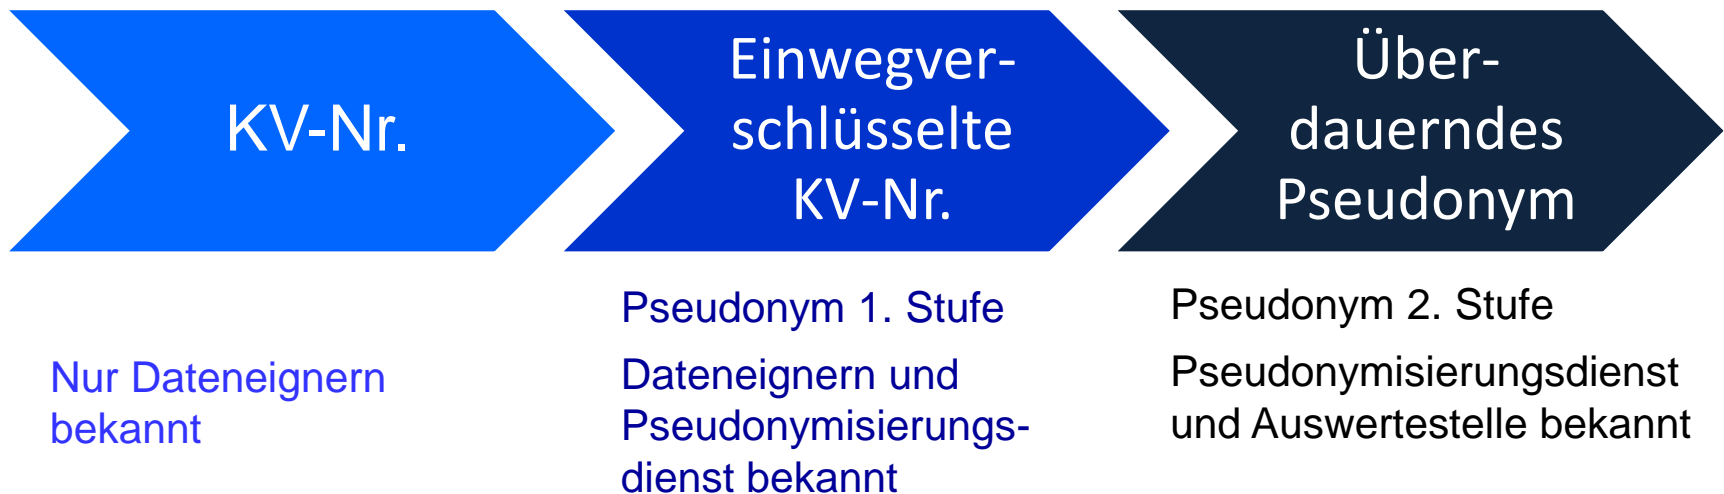 KV-Nr.
Einwegver-
schlüsselte
KV-Nr.
Über-
dauerndes
Pseudonym
Nur Dateneignern
bekannt
Pseudonym 1. Stufe
Dateneignern und
Pseudonymisierungs-
dienst bekannt
Pseudonym 2. Stufe
Pseudonymisierungsdienst
und Auswertestelle bekannt